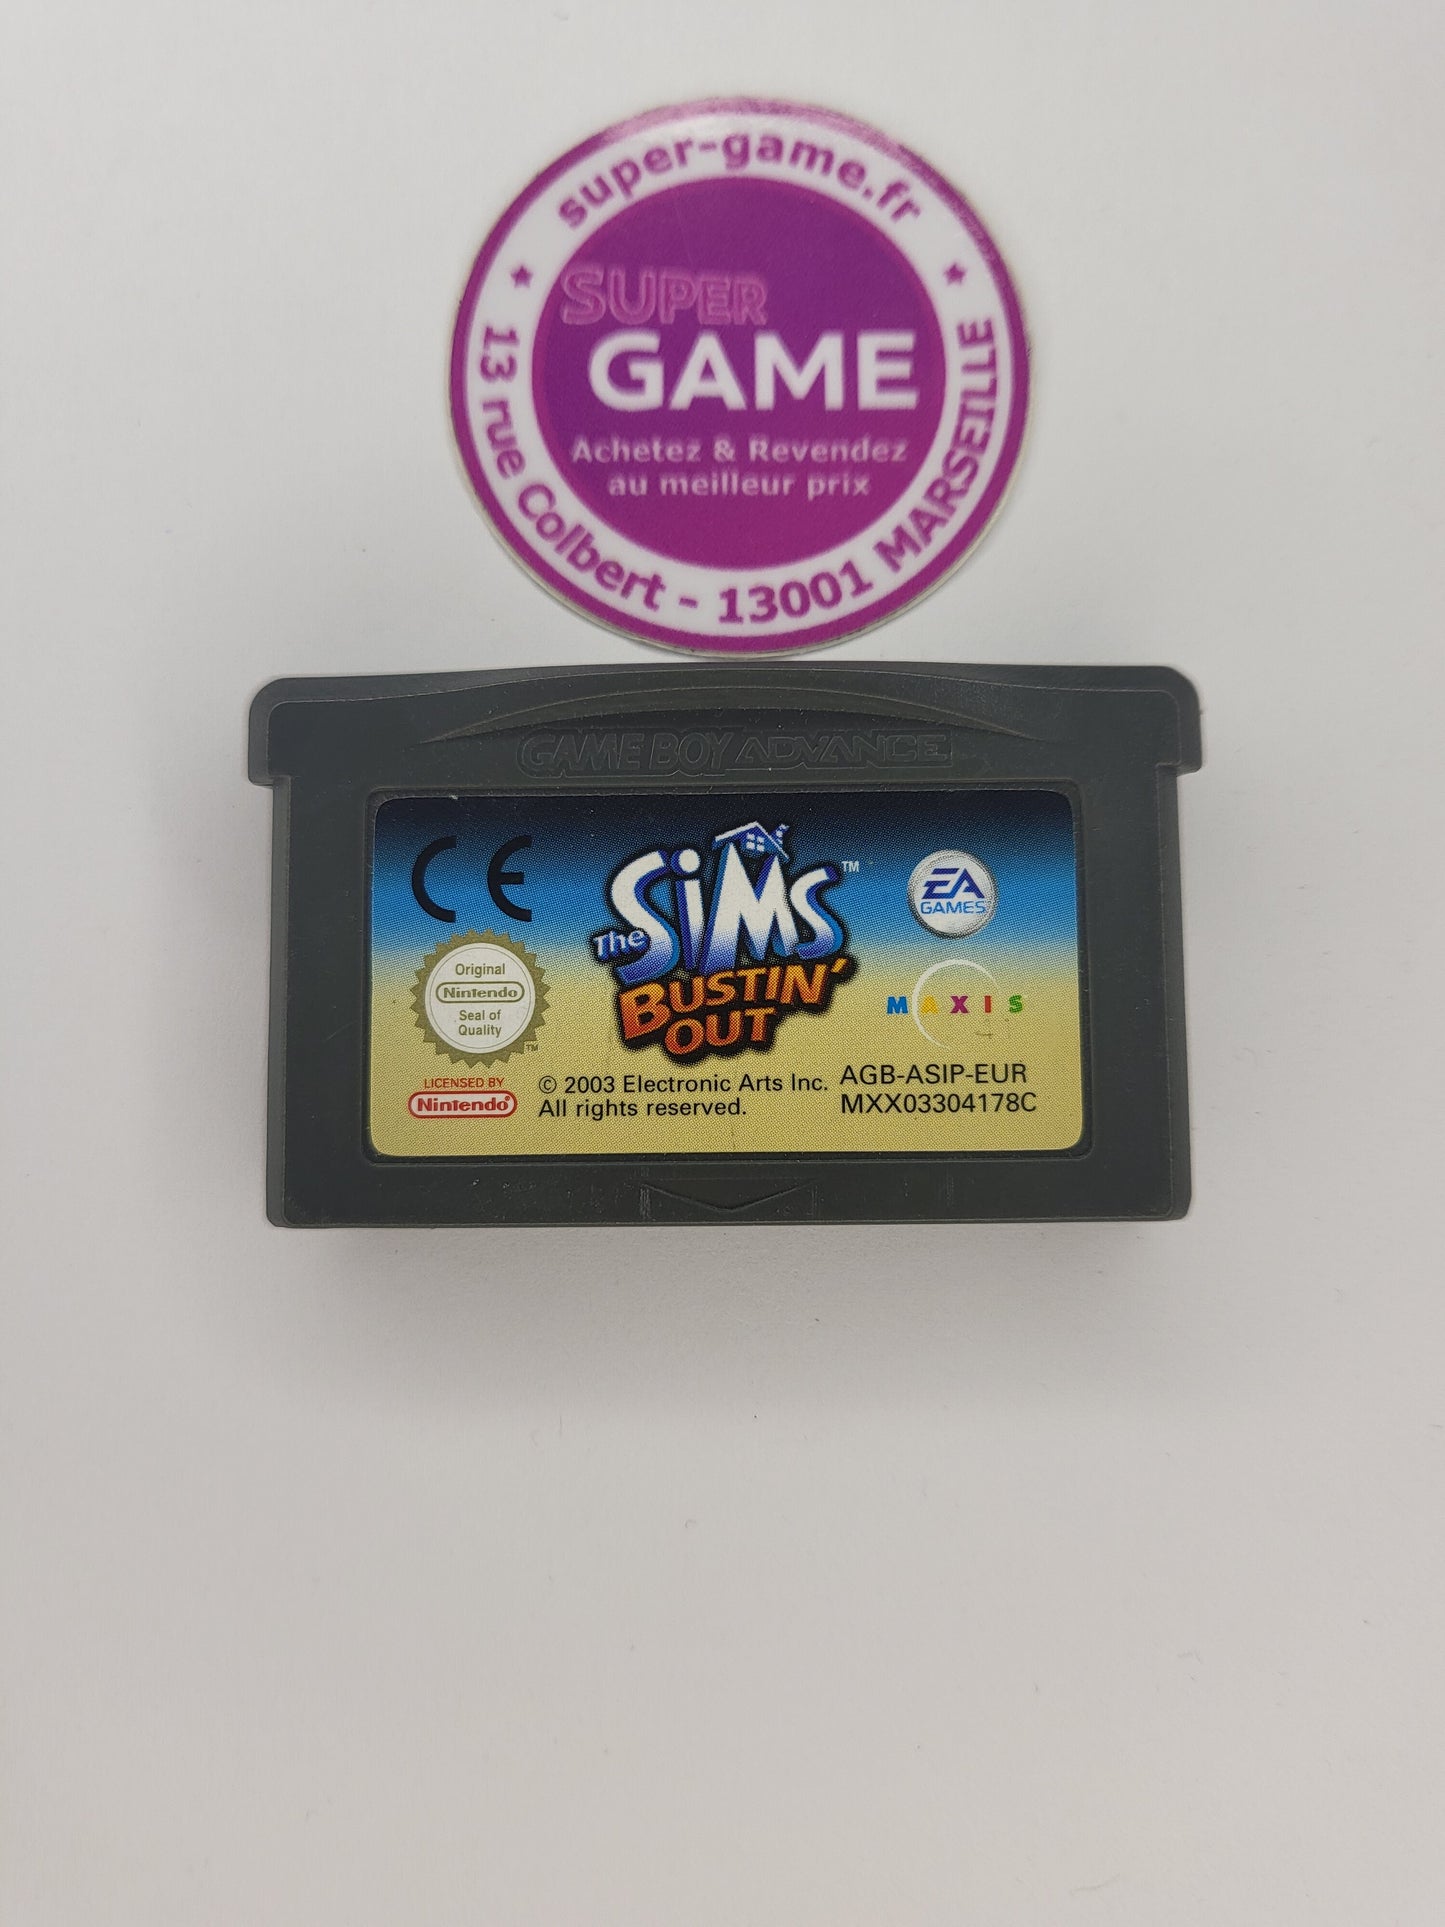 super-game.fr
SUPER
GAME
Achetez & Revendez
au meilleur prix
13 rue Colbert - 13001 MARSEILLE
GAME BOY ADVANCE
CE
The SiMS™
BUSTIN'
OUT
EA
GAMES
MAXIS
Original
Nintendo
Seal of
Quality
TM
LICENSED BY
Nintendo®
© 2003 Electronic Arts Inc.
All rights reserved.
AGB-ASIP-EUR
MXX03304178C